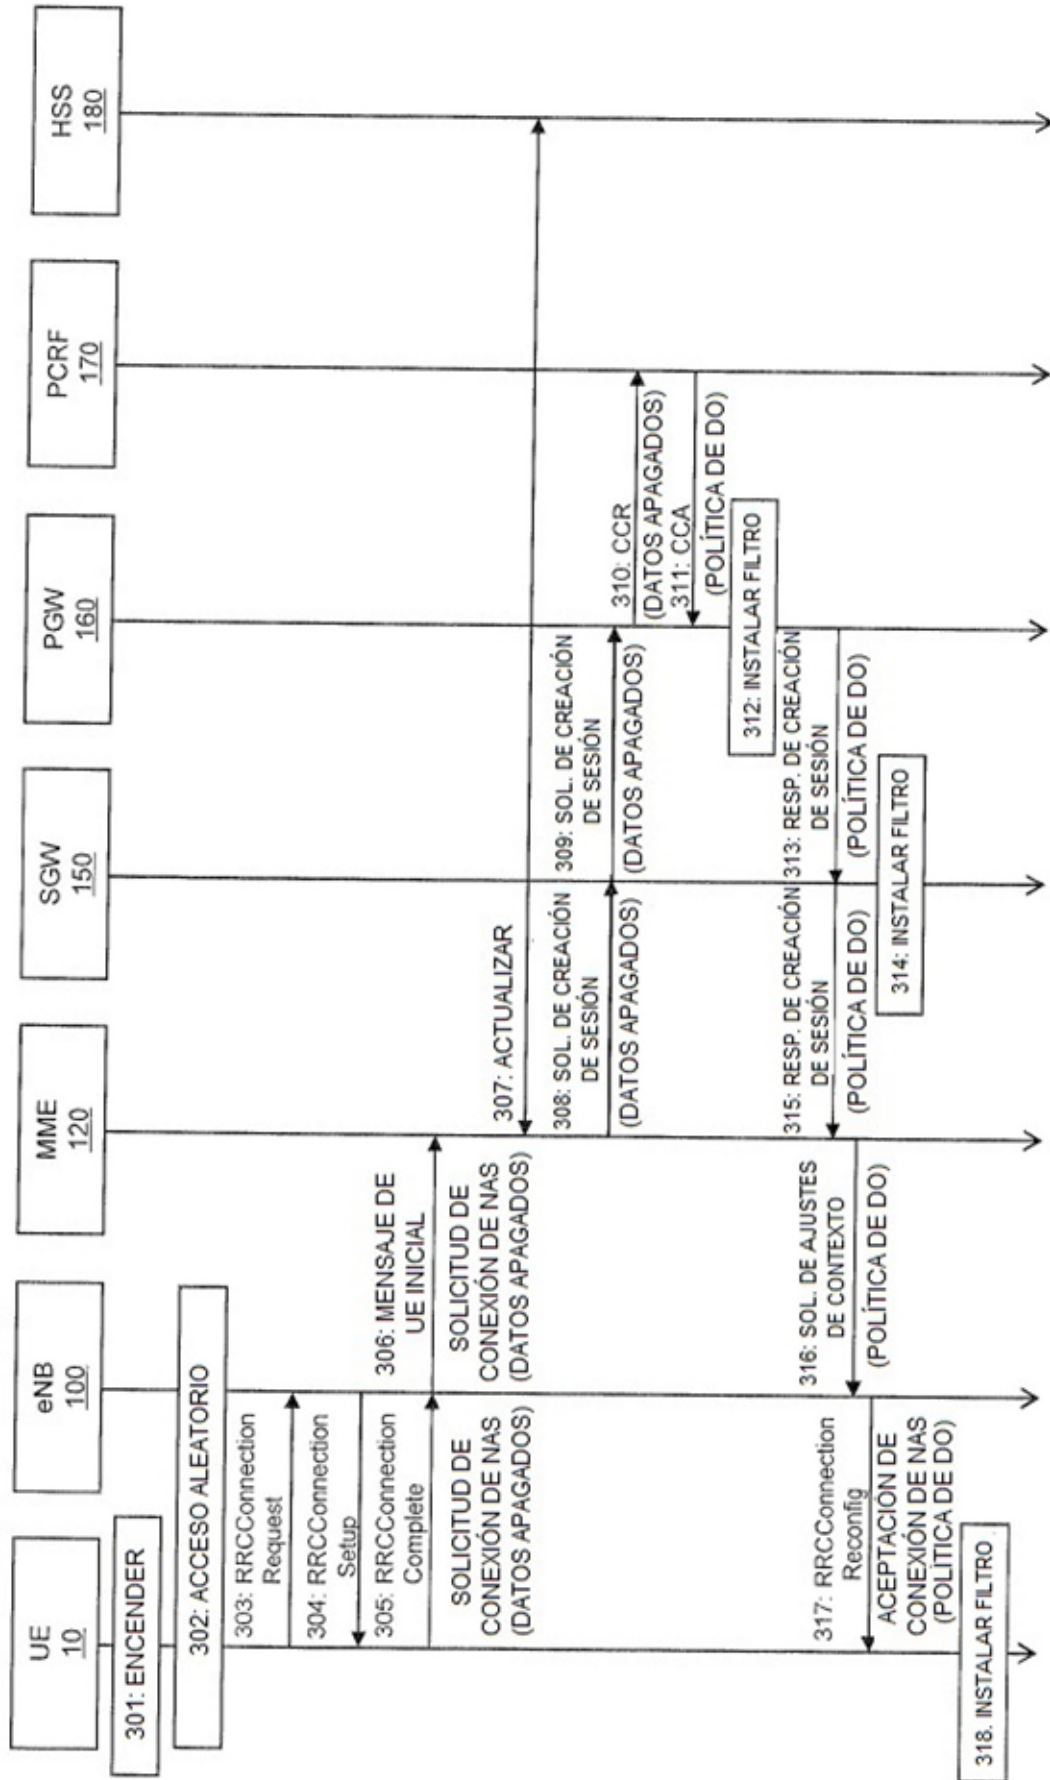 UE
10
eNB
100
MME
120
SGW
150
PGW
160
PCRF
170
HSS
180
301: ENCENDER
302: ACCESO ALEATORIO
303: RRCConnection
Request
304: RRCConnection
Setup
305: RRCConnection
Complete
SOLICITUD DE
CONEXIÓN DE NAS
(DATOS APAGADOS)
306: MENSAJE DE
UE INICIAL
SOLICITUD DE
CONEXIÓN DE NAS
(DATOS APAGADOS)
307: ACTUALIZAR
308: SOL. DE CREACIÓN
DE SESIÓN
(DATOS APAGADOS)
309: SOL. DE CREACIÓN
DE SESIÓN
(DATOS APAGADOS)
310: CCR
(DATOS APAGADOS)
311: CCA
(POLÍTICA DE DO)
312: INSTALAR FILTRO
313: RESP. DE CREACIÓN
DE SESIÓN
(POLÍTICA DE DO)
314: INSTALAR FILTRO
315: RESP. DE CREACIÓN
DE SESIÓN
(POLÍTICA DE DO)
316: SOL. DE AJUSTES
DE CONTEXTO
(POLÍTICA DE DO)
317: RRCConnection
Reconfig
ACEPTACIÓN DE
CONEXIÓN DE NAS
(POLÍTICA DE DO)
318. INSTALAR FILTRO